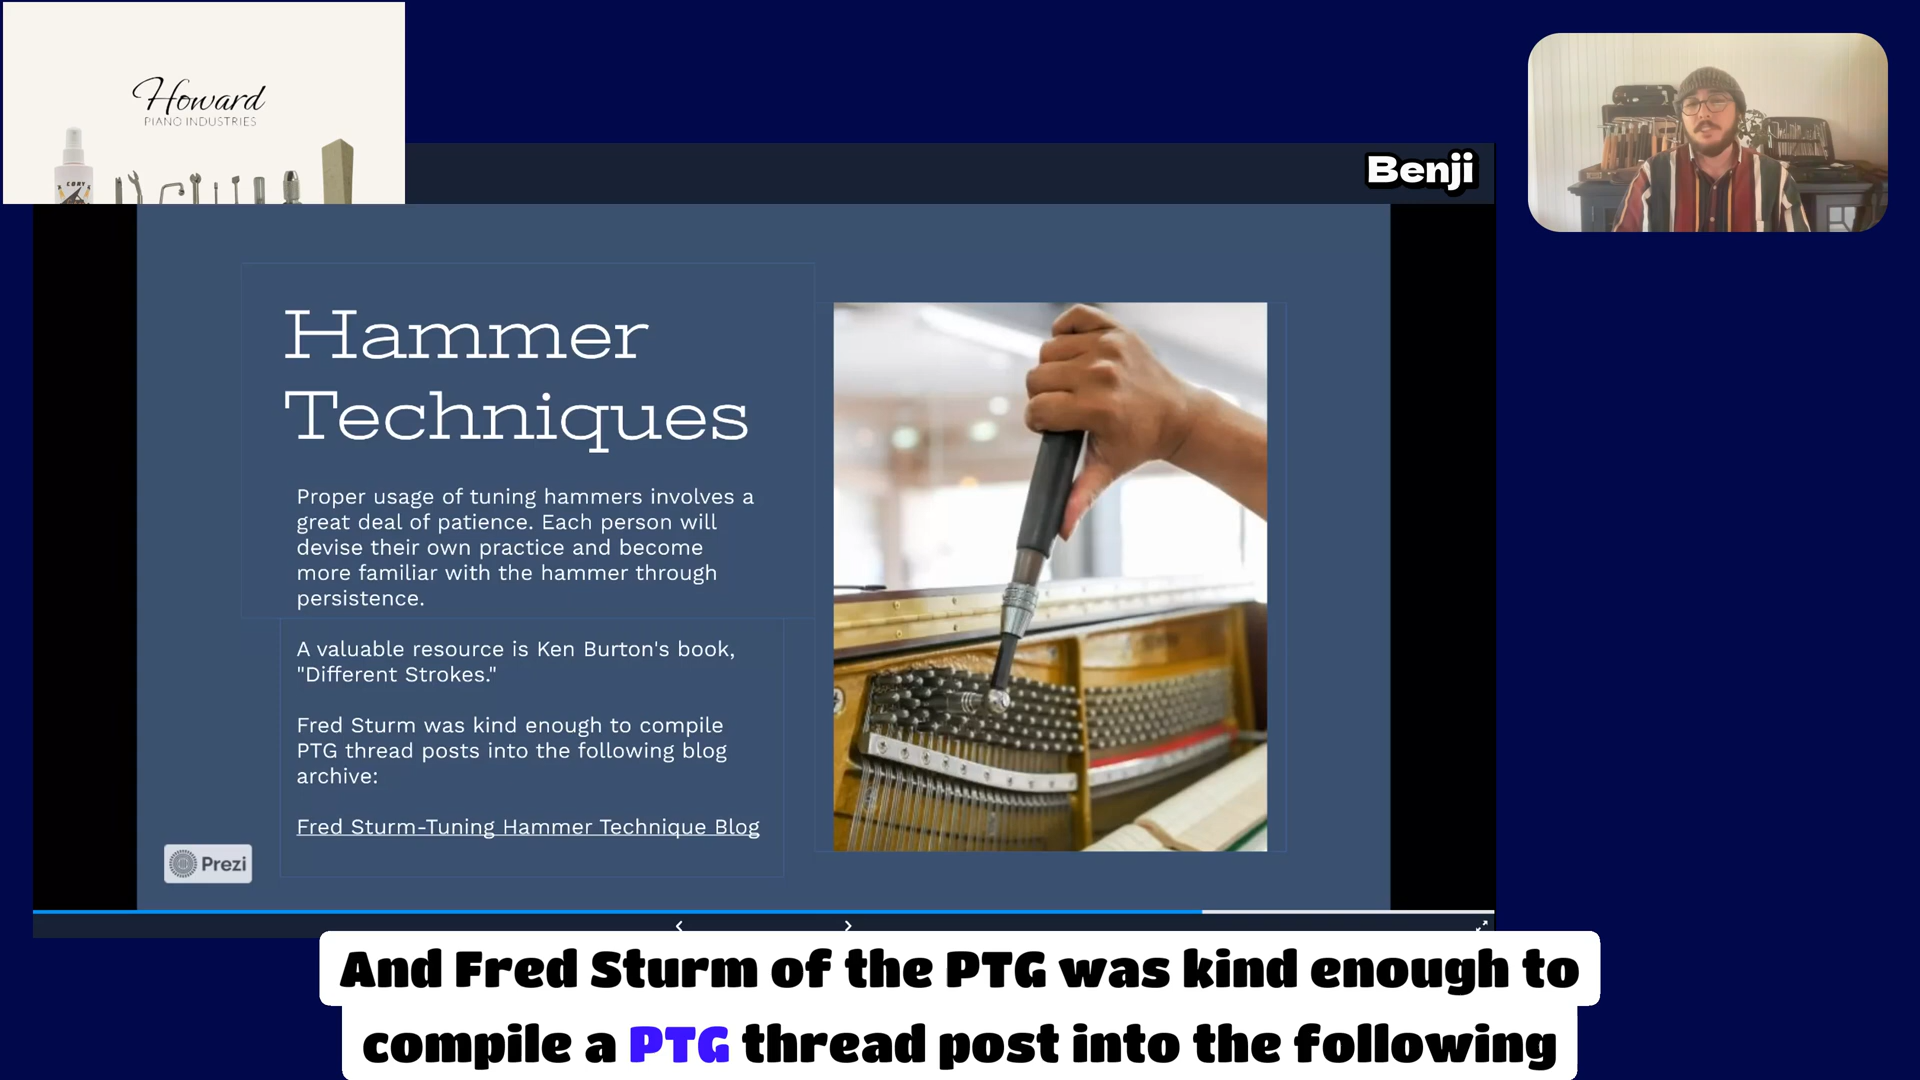 Howard
PIANO INDUSTRIES
CORY
Benji
Hammer
Techniques
Proper usage of tuning hammers involves a
great deal of patience. Each person will
devise their own practice and become
more familiar with the hammer through
persistence.
A valuable resource is Ken Burton's book,
"Different Strokes."
Fred Sturm was kind enough to compile
PTG thread posts into the following blog
archive:
Fred Sturm-Tuning Hammer Technique Blog
Prezi
And Fred Sturm of the PTG was kind enough to
compile a PTG thread post into the following